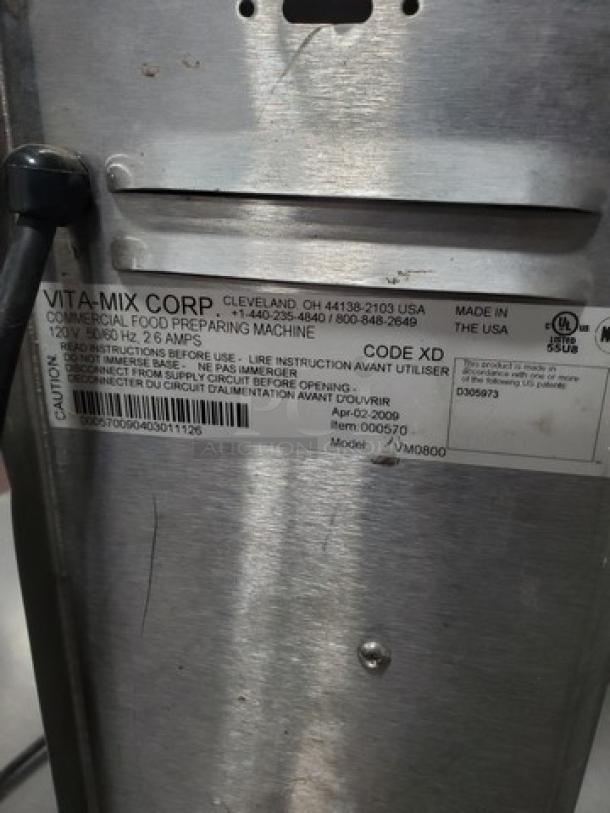 VITA-MIX CORP. CLEVELAND, OH 44138-2103 USA
+1-440-235-4840 / 800-848-2649
MADE IN
THE USA
COMMERCIAL FOOD PREPARING MACHINE
120 V, 50/60 Hz, 2.6 AMPS
CODE XD
C UL US
LISTED
55U8
CAUTION
READ INSTRUCTIONS BEFORE USE - LIRE INSTRUCTION AVANT UTILISER
DO NOT IMMERSE BASE - NE PAS IMMERGER
DISCONNECT FROM SUPPLY CIRCUIT BEFORE OPENING -
DECONNECTER DU CIRCUIT D'ALIMENTATION AVANT D'OUVRIR
This product is made in
accordance with one or more
of the following US patents:
D305973
000570090403011126
Apr-02-2009
Item: 000570
Model: VM0800
AUCTION